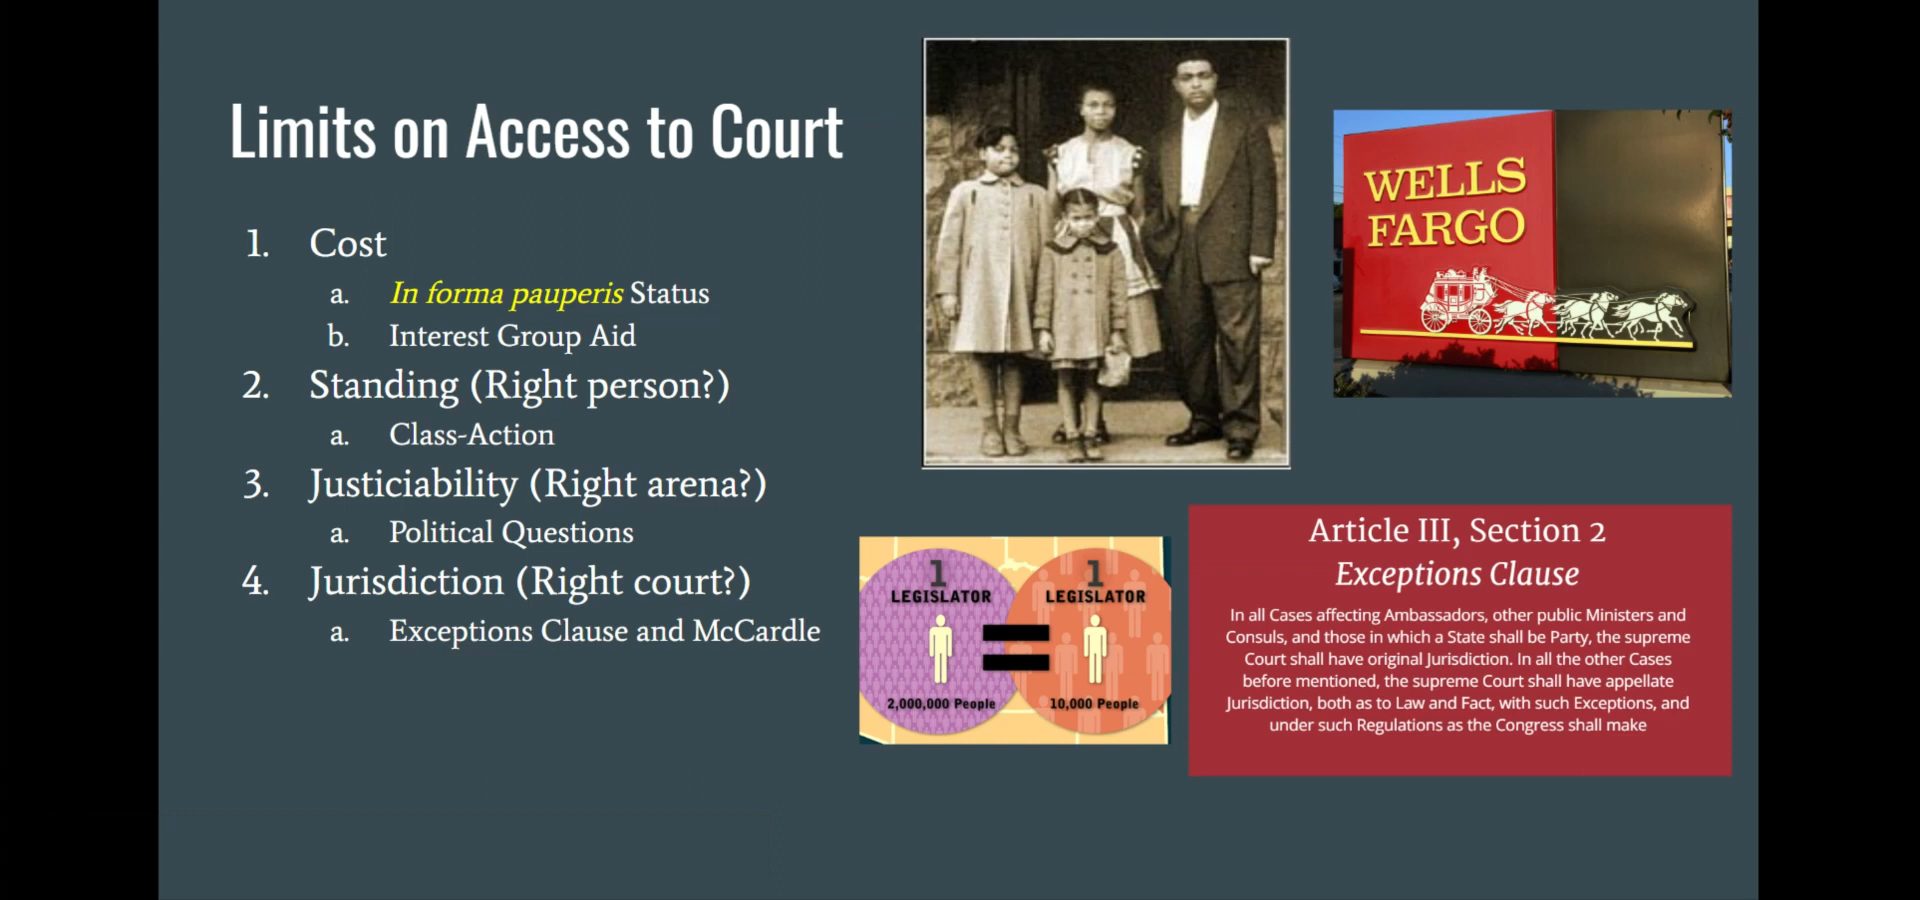 Limits on Access to Court
1. Cost
a. In forma pauperis Status
b. Interest Group Aid
2. Standing (Right person?)
a. Class-Action
3. Justiciability (Right arena?)
a. Political Questions
4. Jurisdiction (Right court?)
a. Exceptions Clause and McCardle
WELLS
FARGO
1
LEGISLATOR
2,000,000 People
1
LEGISLATOR
10,000 People
Article III, Section 2
Exceptions Clause
In all Cases affecting Ambassadors, other public Ministers and
Consuls, and those in which a State shall be Party, the supreme
Court shall have original Jurisdiction. In all the other Cases
before mentioned, the supreme Court shall have appellate
Jurisdiction, both as to Law and Fact, with such Exceptions, and
under such Regulations as the Congress shall make